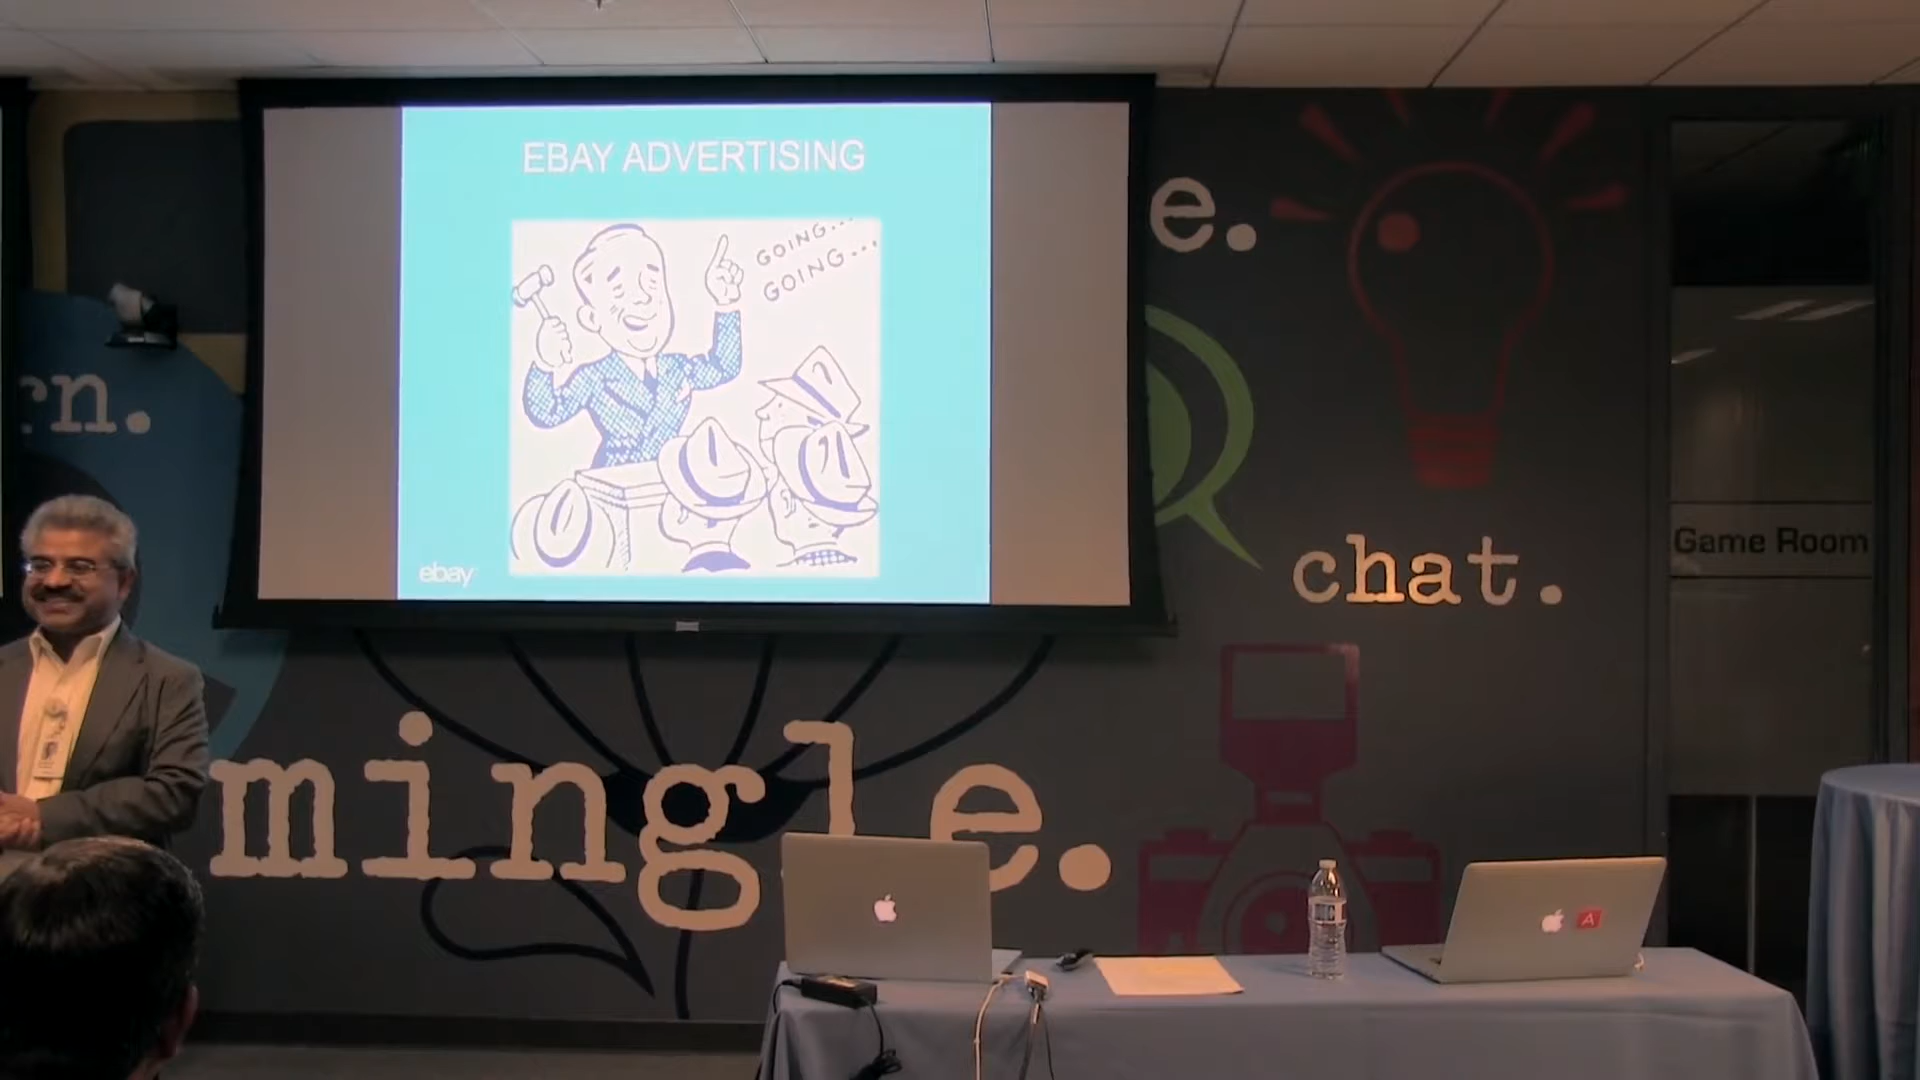 EBAY ADVERTISING
GOING...
GOING...
ebay
e.
rn.
chat.
Game Room
mingle.
A